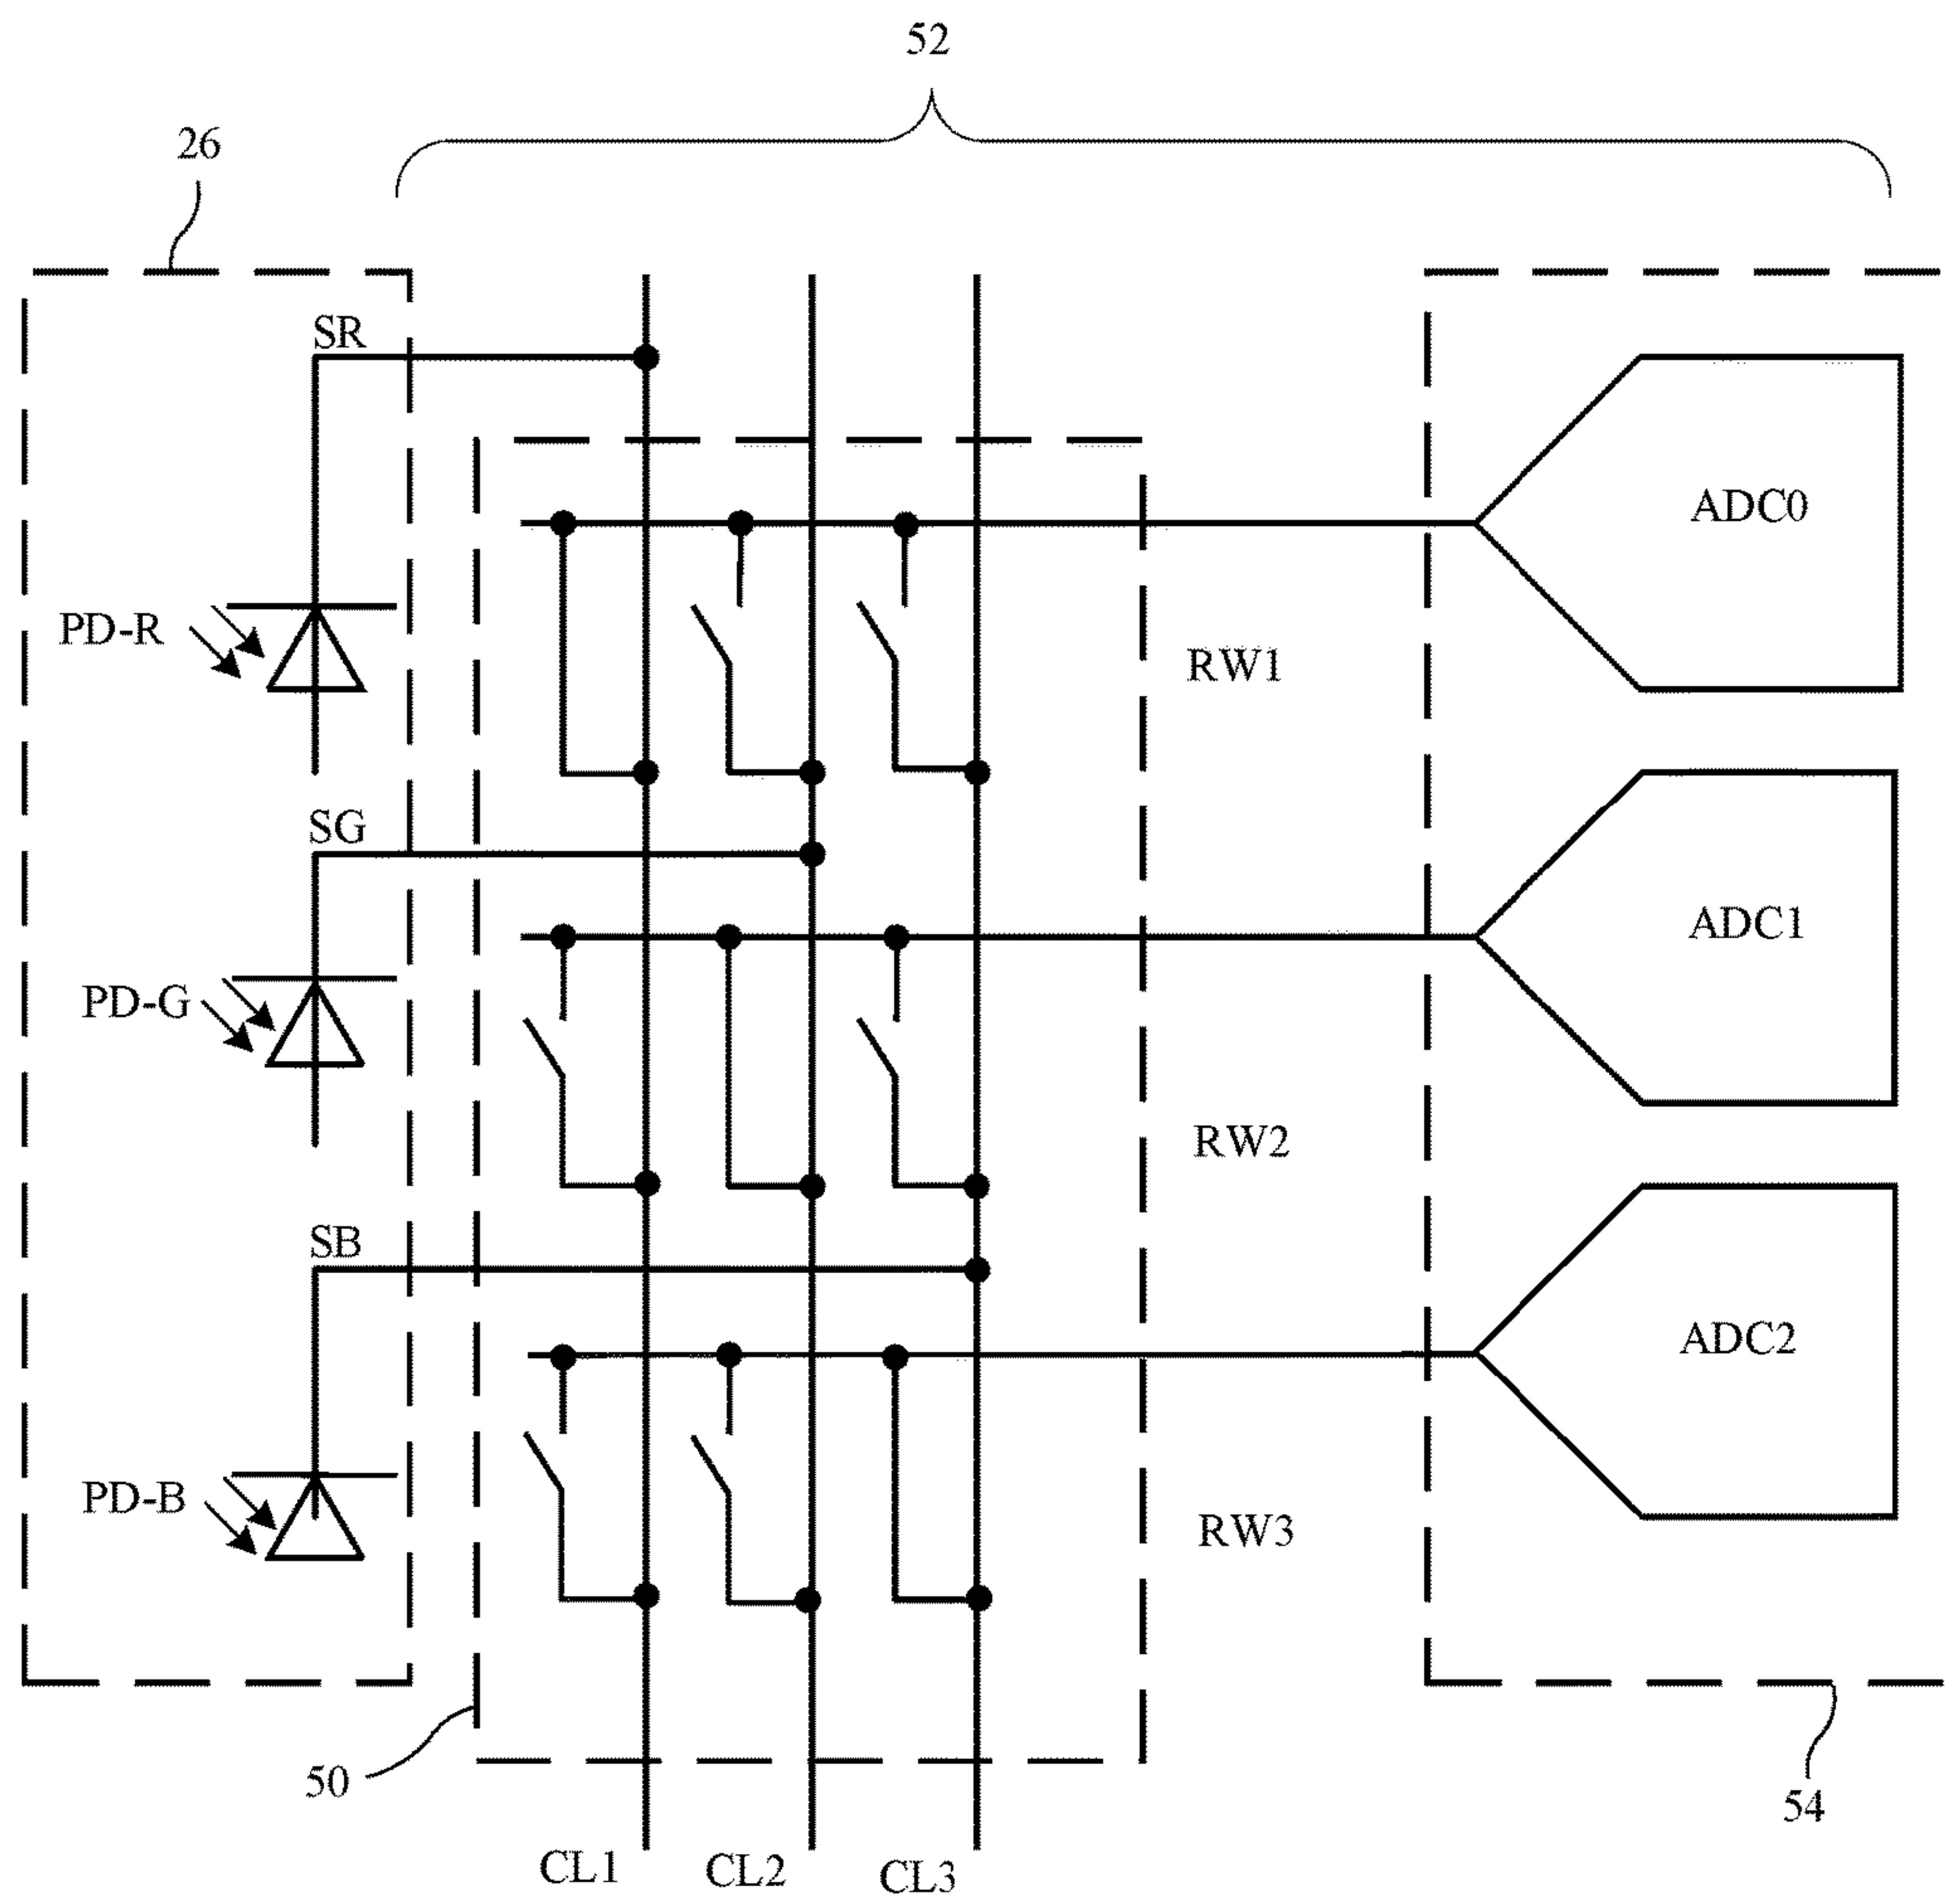 52
26
SR
ADC0
PD-R
RW1
SG
ADC1
PD-G
RW2
SB
ADC2
PD-B
RW3
50
54
CL1
CL2
CL3